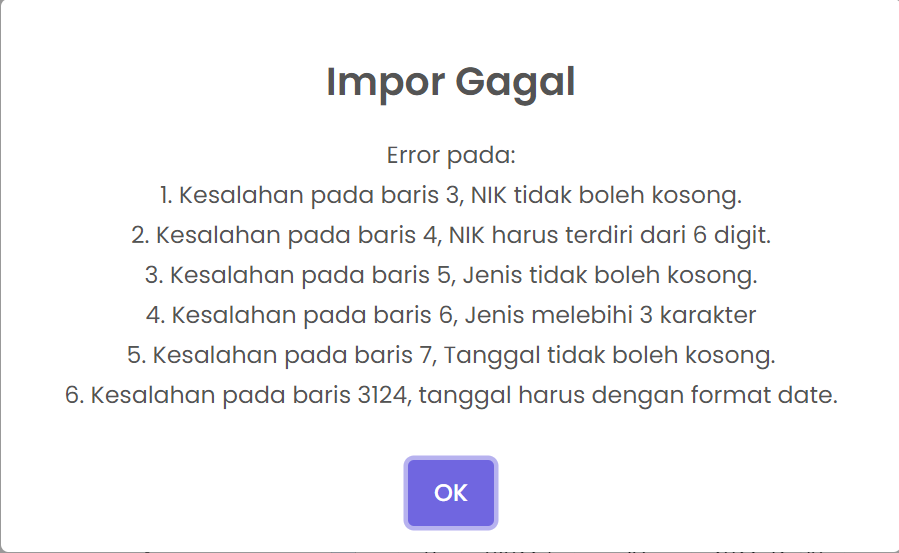 Impor Gagal
Error pada:
1. Kesalahan pada baris 3, NIK tidak boleh kosong.
2. Kesalahan pada baris 4, NIK harus terdiri dari 6 digit.
3. Kesalahan pada baris 5, Jenis tidak boleh kosong.
4. Kesalahan pada baris 6, Jenis melebihi 3 karakter
5. Kesalahan pada baris 7, Tanggal tidak boleh kosong.
6. Kesalahan pada baris 3124, tanggal harus dengan format date.
OK